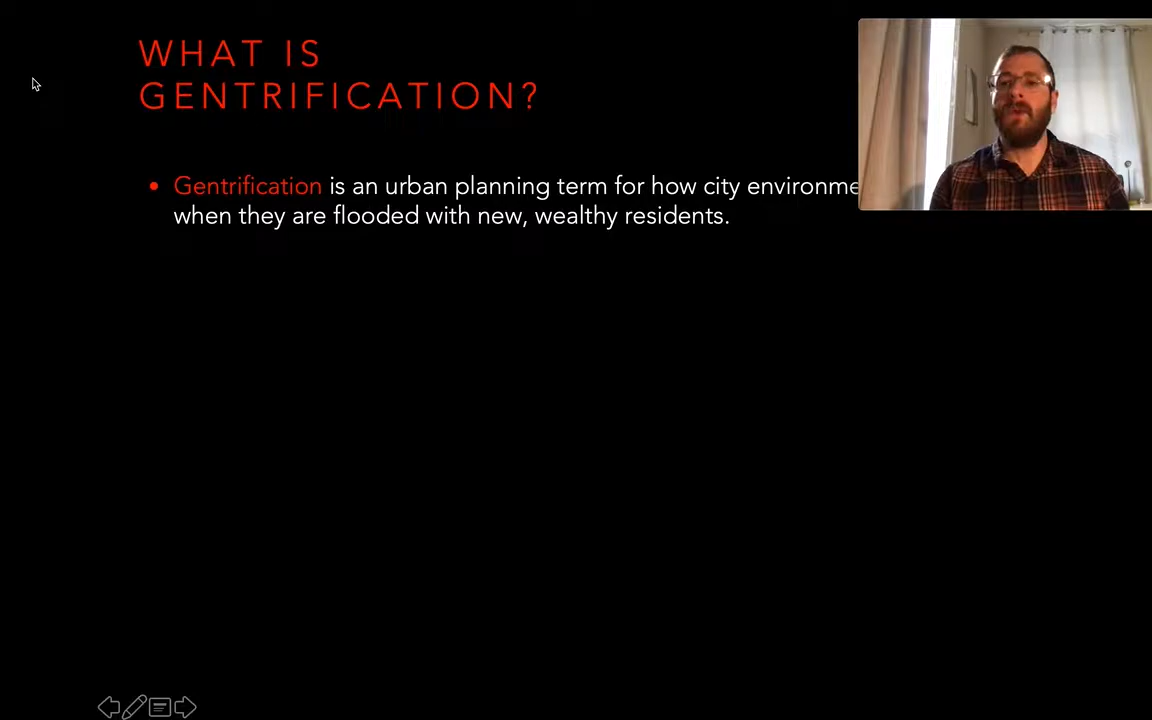 WHAT IS
GENTRIFICATION?
• Gentrification is an urban planning term for how city environme
when they are flooded with new, wealthy residents.